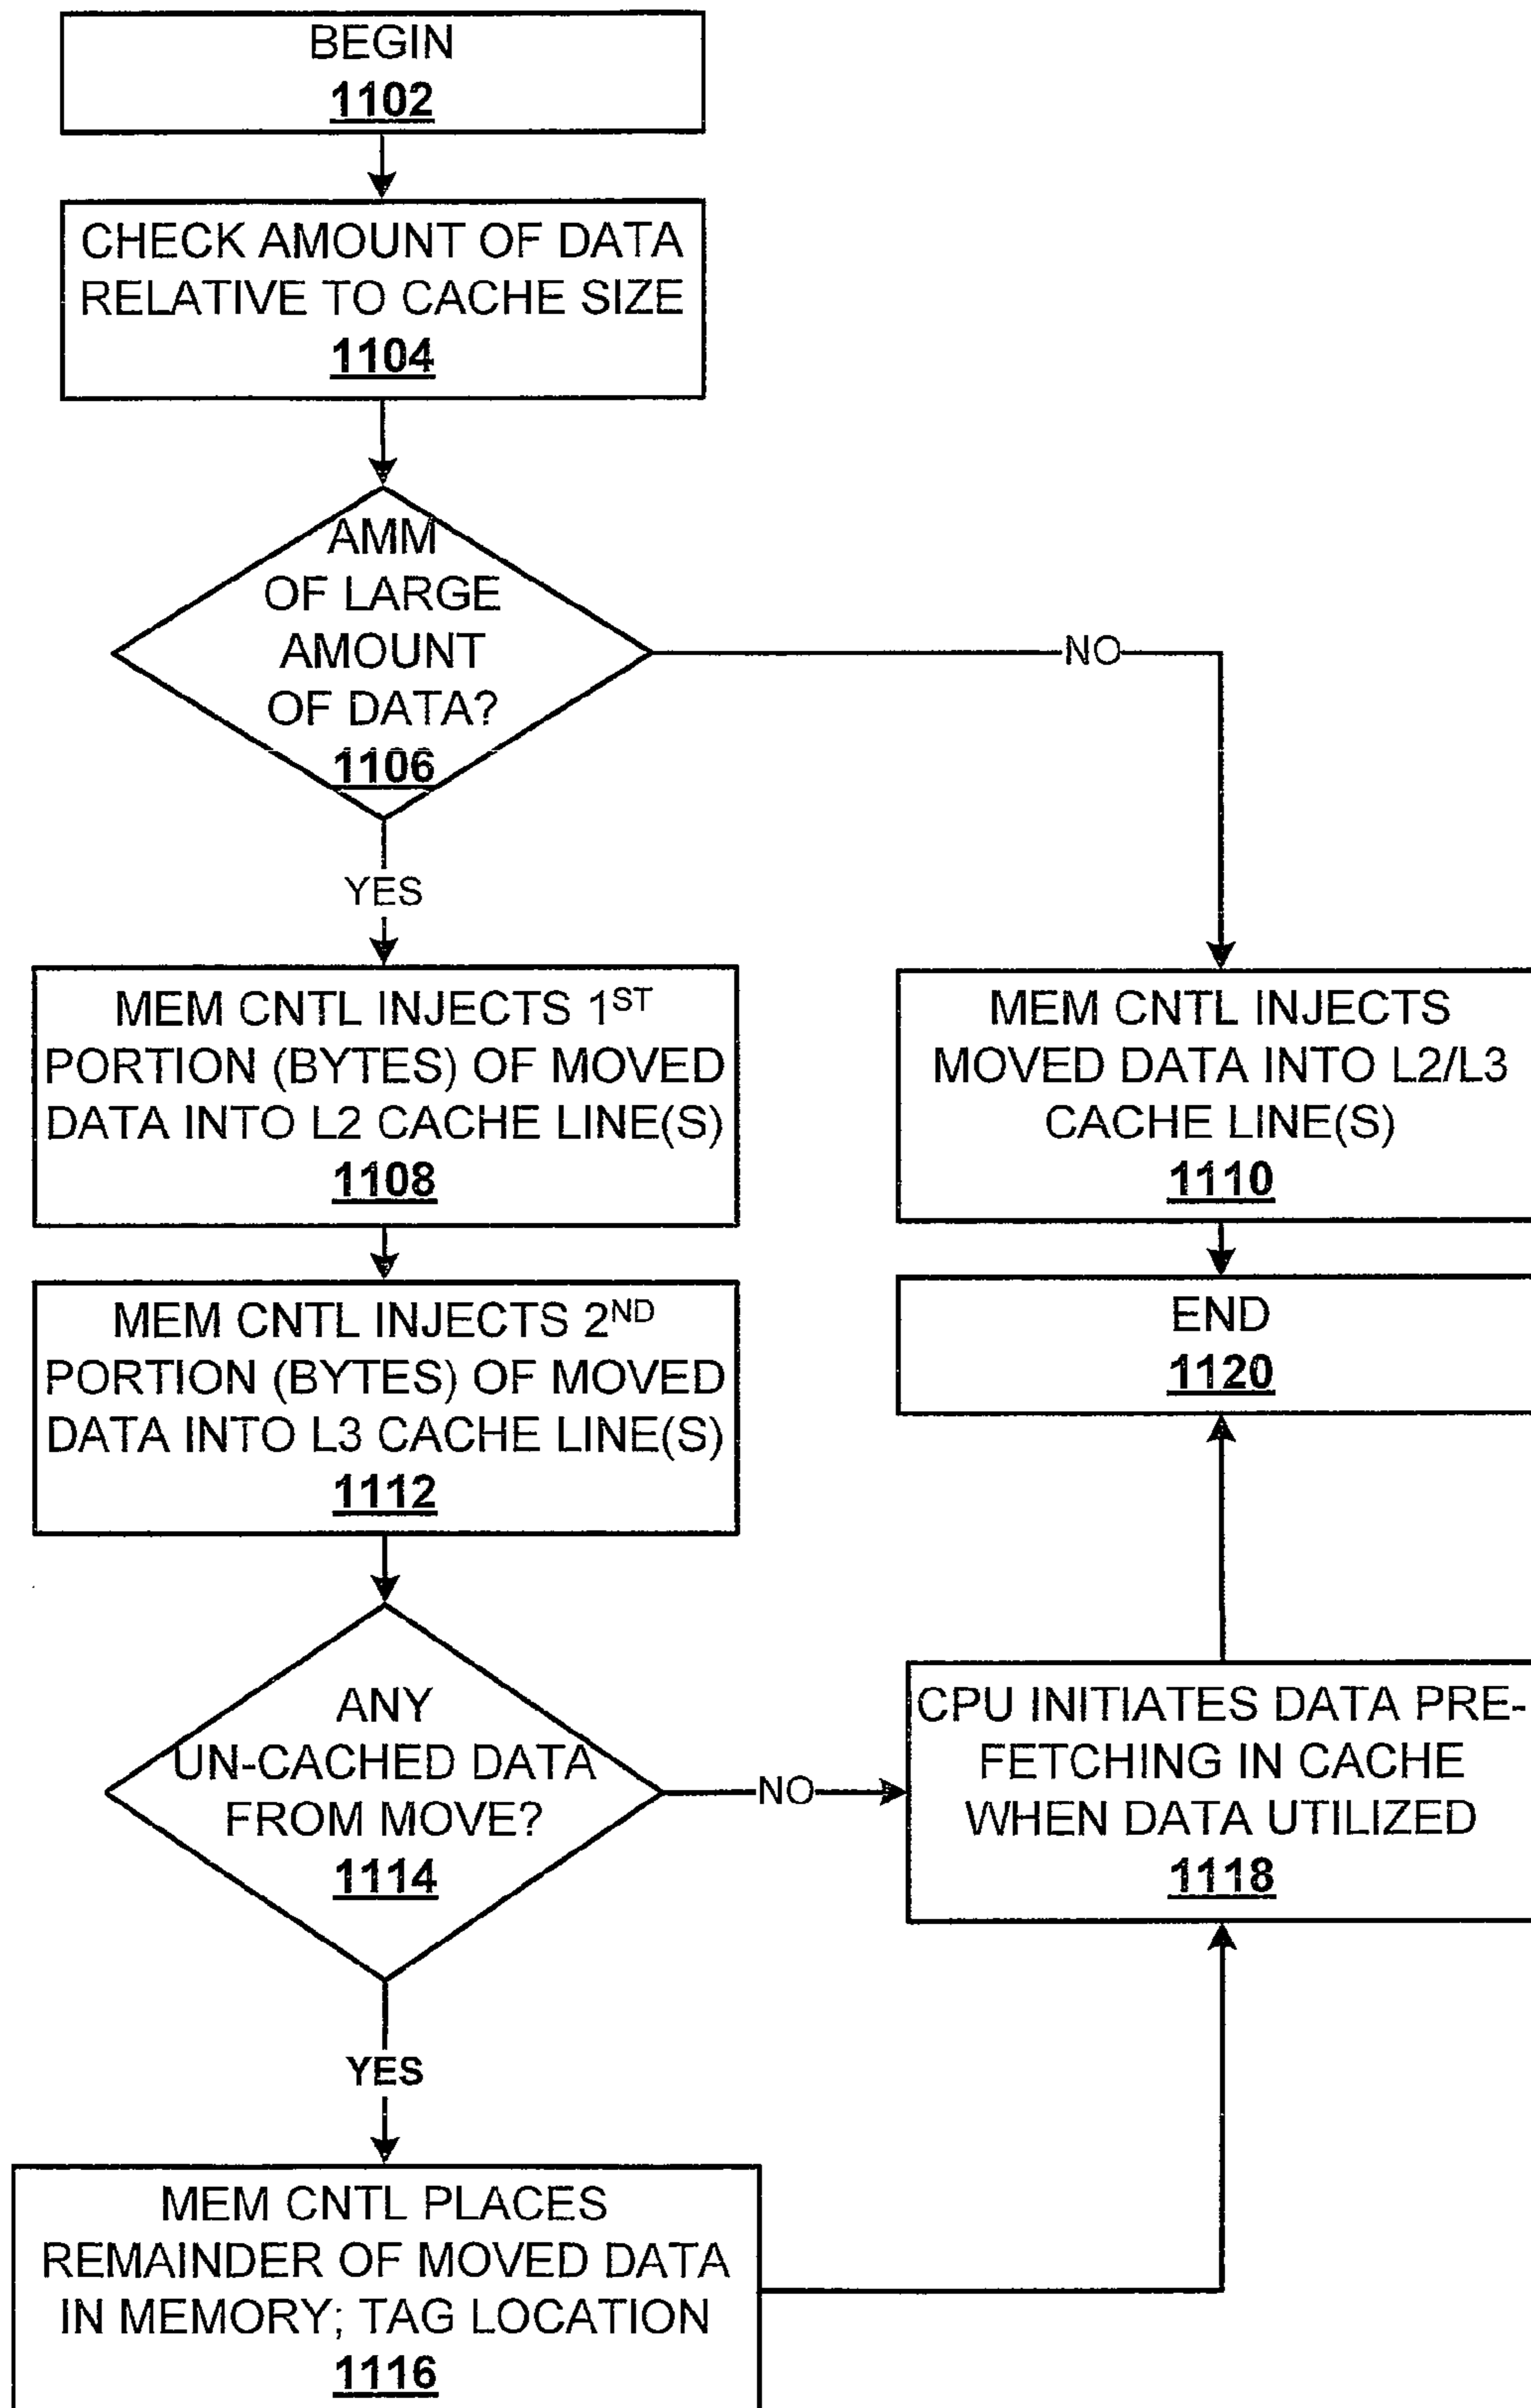 BEGIN
1102
CHECK AMOUNT OF DATA
RELATIVE TO CACHE SIZE
1104
AMM
OF LARGE
AMOUNT
OF DATA?
1106
NO
YES
MEM CNTL INJECTS 1ST
PORTION (BYTES) OF MOVED
DATA INTO L2 CACHE LINE(S)
1108
MEM CNTL INJECTS
MOVED DATA INTO L2/L3
CACHE LINE(S)
1110
MEM CNTL INJECTS 2ND
PORTION (BYTES) OF MOVED
DATA INTO L3 CACHE LINE(S)
1112
END
1120
ANY
UN-CACHED DATA
FROM MOVE?
1114
NO
CPU INITIATES DATA PRE-
FETCHING IN CACHE
WHEN DATA UTILIZED
1118
YES
MEM CNTL PLACES
REMAINDER OF MOVED DATA
IN MEMORY; TAG LOCATION
1116